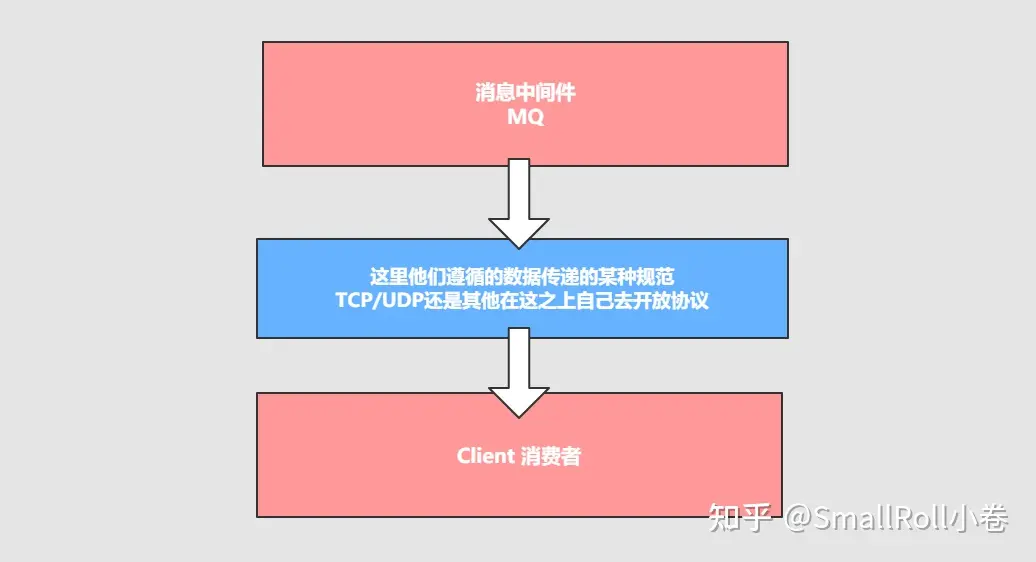 消息中间件
MQ
这里他们遵循的数据传递的某种规范
TCP/UDP还是其他在这之上自己去开放协议
Client 消费者
知乎 @SmallRoll小卷